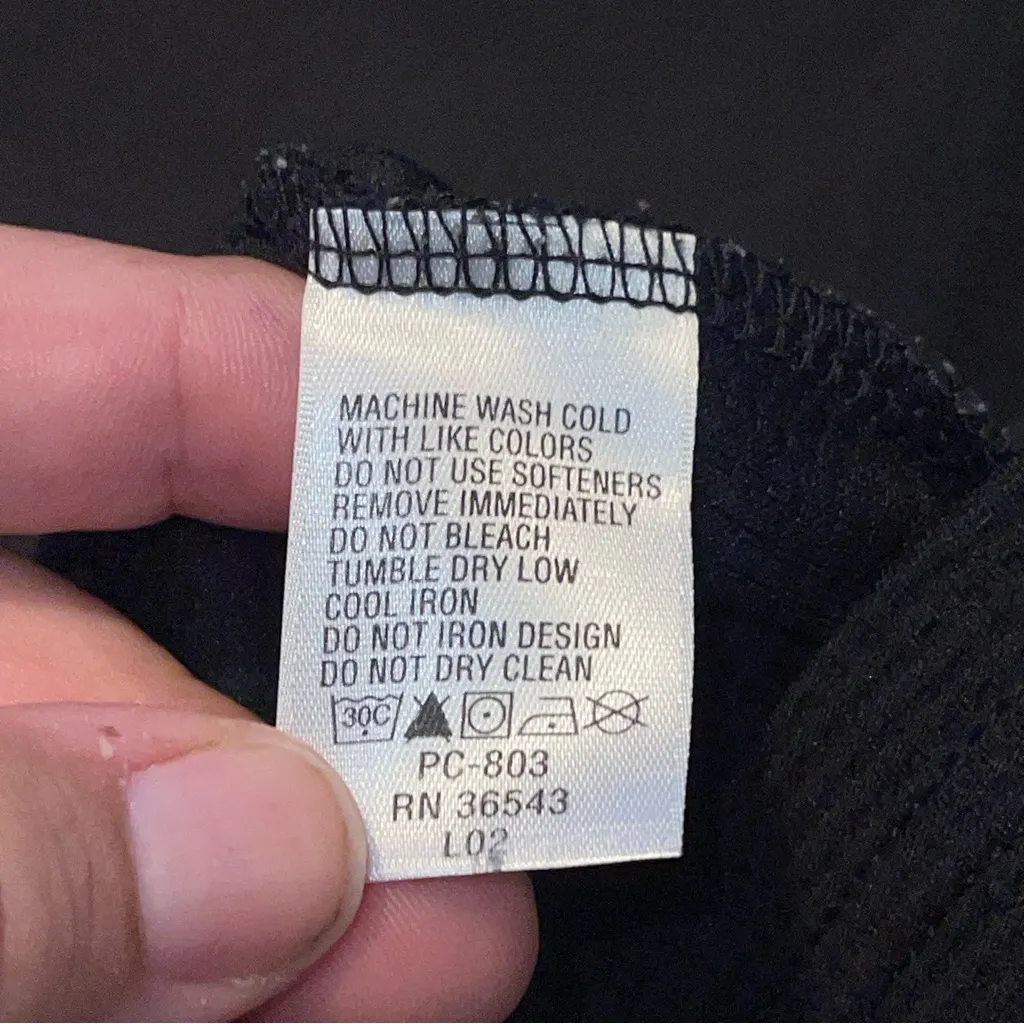 MACHINE WASH COLD
WITH LIKE COLORS
DO NOT USE SOFTENERS
REMOVE IMMEDIATELY
DO NOT BLEACH
TUMBLE DRY LOW
COOL IRON
DO NOT IRON DESIGN
DO NOT DRY CLEAN
30C
PC-803
RN 36543
L02